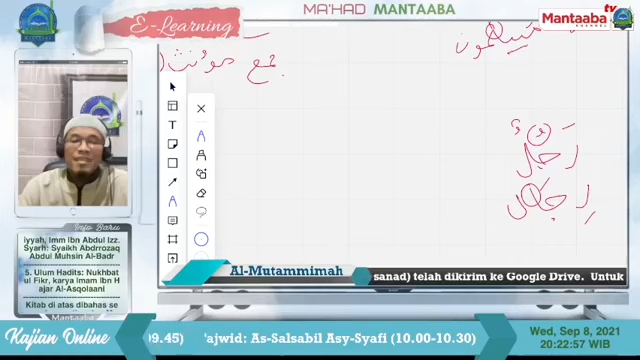 MA'HAD MANTAABA
E-Learning
Mantaaba tv
CHANNEL
جمع مؤنث
رَجُلٌ
رِجَال
Info Baru
iyyah, Imm Ibn Abdul Izz.
Syarh: Syaikh Abdrrozaq
Abdul Muhsin Al-Badr
5. Ulum Hadits: Nukhbat
ul Fikr, karya Imam Ibn H
ajar Al-Asqolaani
Kitab di atas dibahas se
Al-Mutammimah
sanad) telah dikirim ke Google Drive. Untuk
Kajian Online
09.45) 'ajwid: As-Salsabil Asy-Syafi (10.00-10.30)
Wed, Sep 8, 2021
20:22:57 WIB